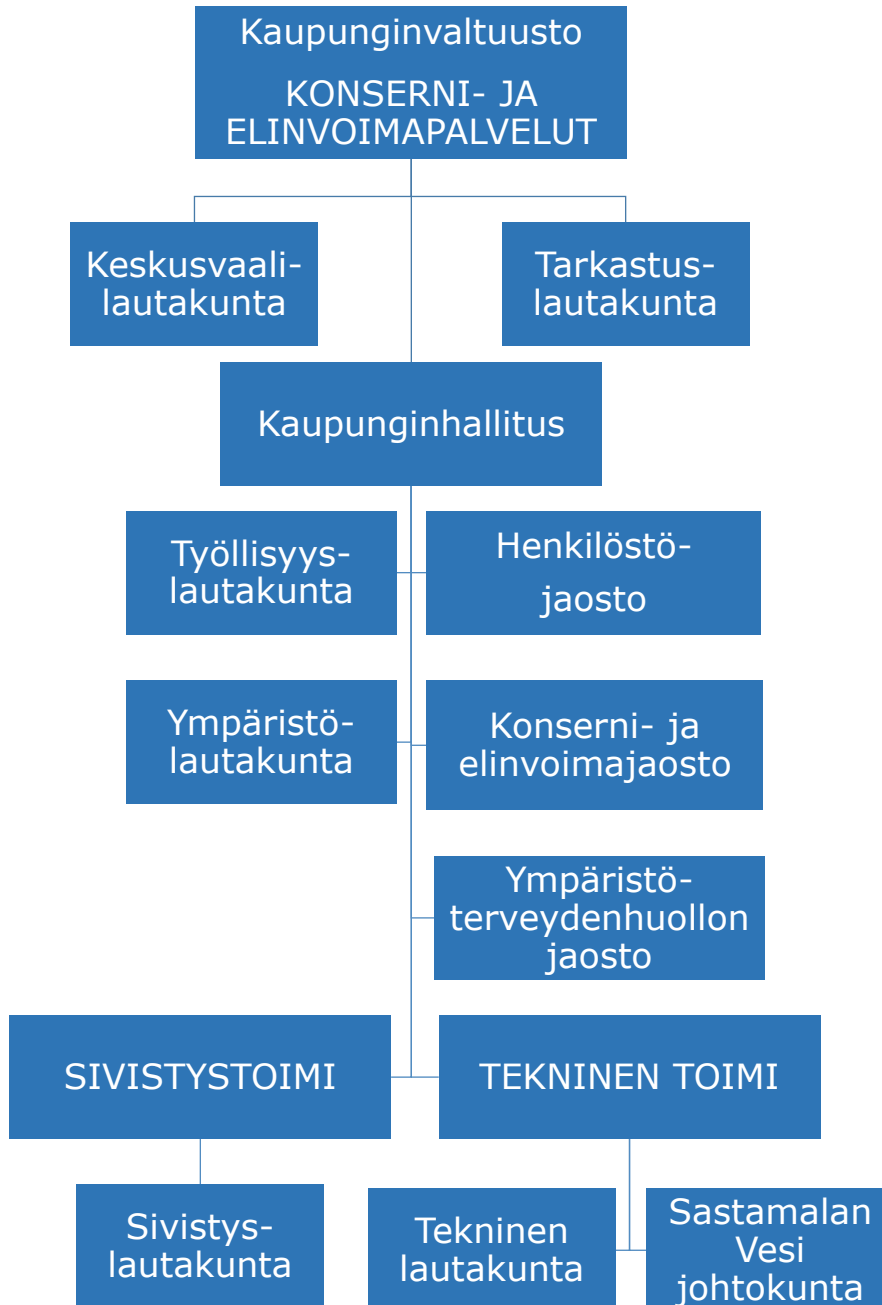 Kaupunginvaltuusto
KONSERNI- JA
ELINVOIMAPALVELUT
Keskusvaali-
lautakunta
Tarkastus-
lautakunta
Kaupunginhallitus
Työllisyys-
lautakunta
Henkilöstö-
jaosto
Ympäristö-
lautakunta
Konserni- ja
elinvoimajaosto
Ympäristö-
terveydenhuollon
jaosto
SIVISTYSTOIMI
TEKNINEN TOIMI
Sivistys-
lautakunta
Tekninen
lautakunta
Sastamalan
Vesi
johtokunta